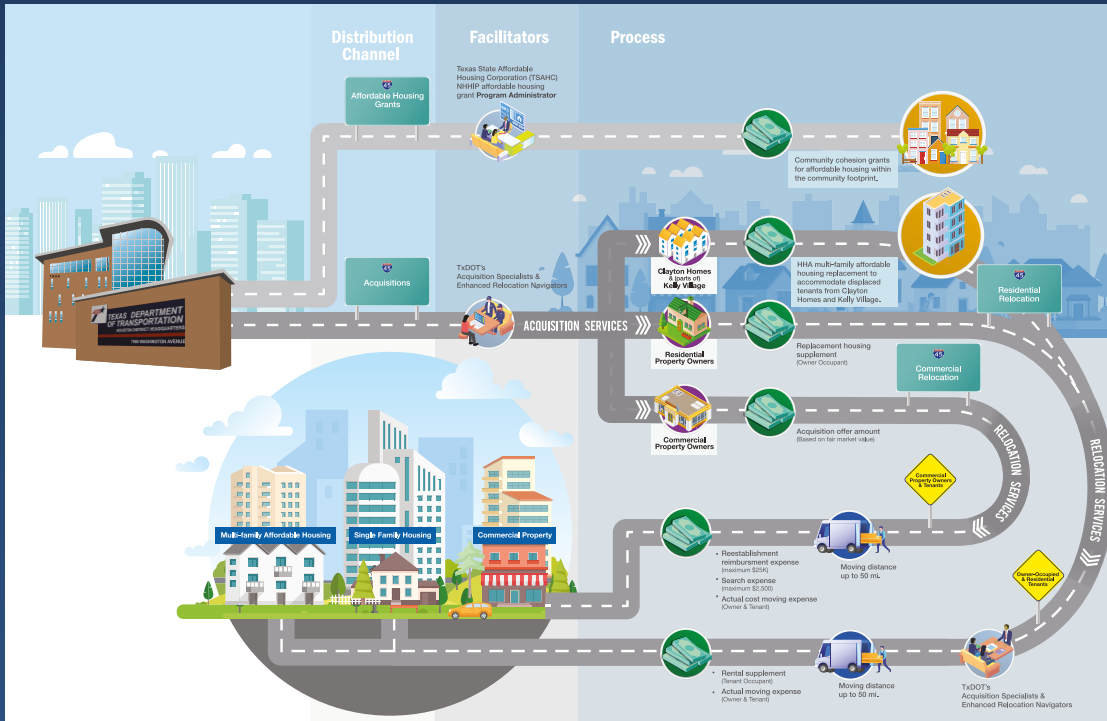 Distribution
Channel
Facilitators
Process
Texas State Affordable
Housing Corporation (TSAHC)
NHHIP affordable housing
grant Program Administrator
45
Affordable Housing
Grants
Community cohesion grants
for affordable housing within
the community footprint.
TEXAS DEPARTMENT
OF TRANSPORTATION
HOUSTON DISTRICT HEADQUARTERS
7600 WASHINGTON AVENUE
45
Acquisitions
TxDOT's
Acquisition Specialists &
Enhanced Relocation Navigators
ACQUISITION SERVICES
Clayton Homes
& (parts of)
Kelly Village
HHA multi-family affordable
housing replacement to
accommodate displaced
tenants from Clayton
Homes and Kelly Village.
45
Residential
Relocation
Residential
Property Owners
Replacement housing
supplement
(Owner Occupant)
45
Commercial
Relocation
Commercial
Property Owners
Acquisition offer amount
(Based on fair market value)
RELOCATION SERVICES
RELOCATION SERVICES
Commercial
Property Owners
& Tenants
Multi-family Affordable Housing
Single Family Housing
Commercial Property
• Reestablishment
reimbursment expense
(maximum $25K)
• Search expense
(maximum $2,500)
• Actual cost moving expense
(Owner & Tenant)
Moving distance
up to 50 mi.
Owner-Occupied
& Residential
Tenants
• Rental supplement
(Tenant Occupant)
• Actual moving expense
(Owner & Tenant)
Moving distance
up to 50 mi.
TxDOT's
Acquisition Specialists &
Enhanced Relocation Navigators